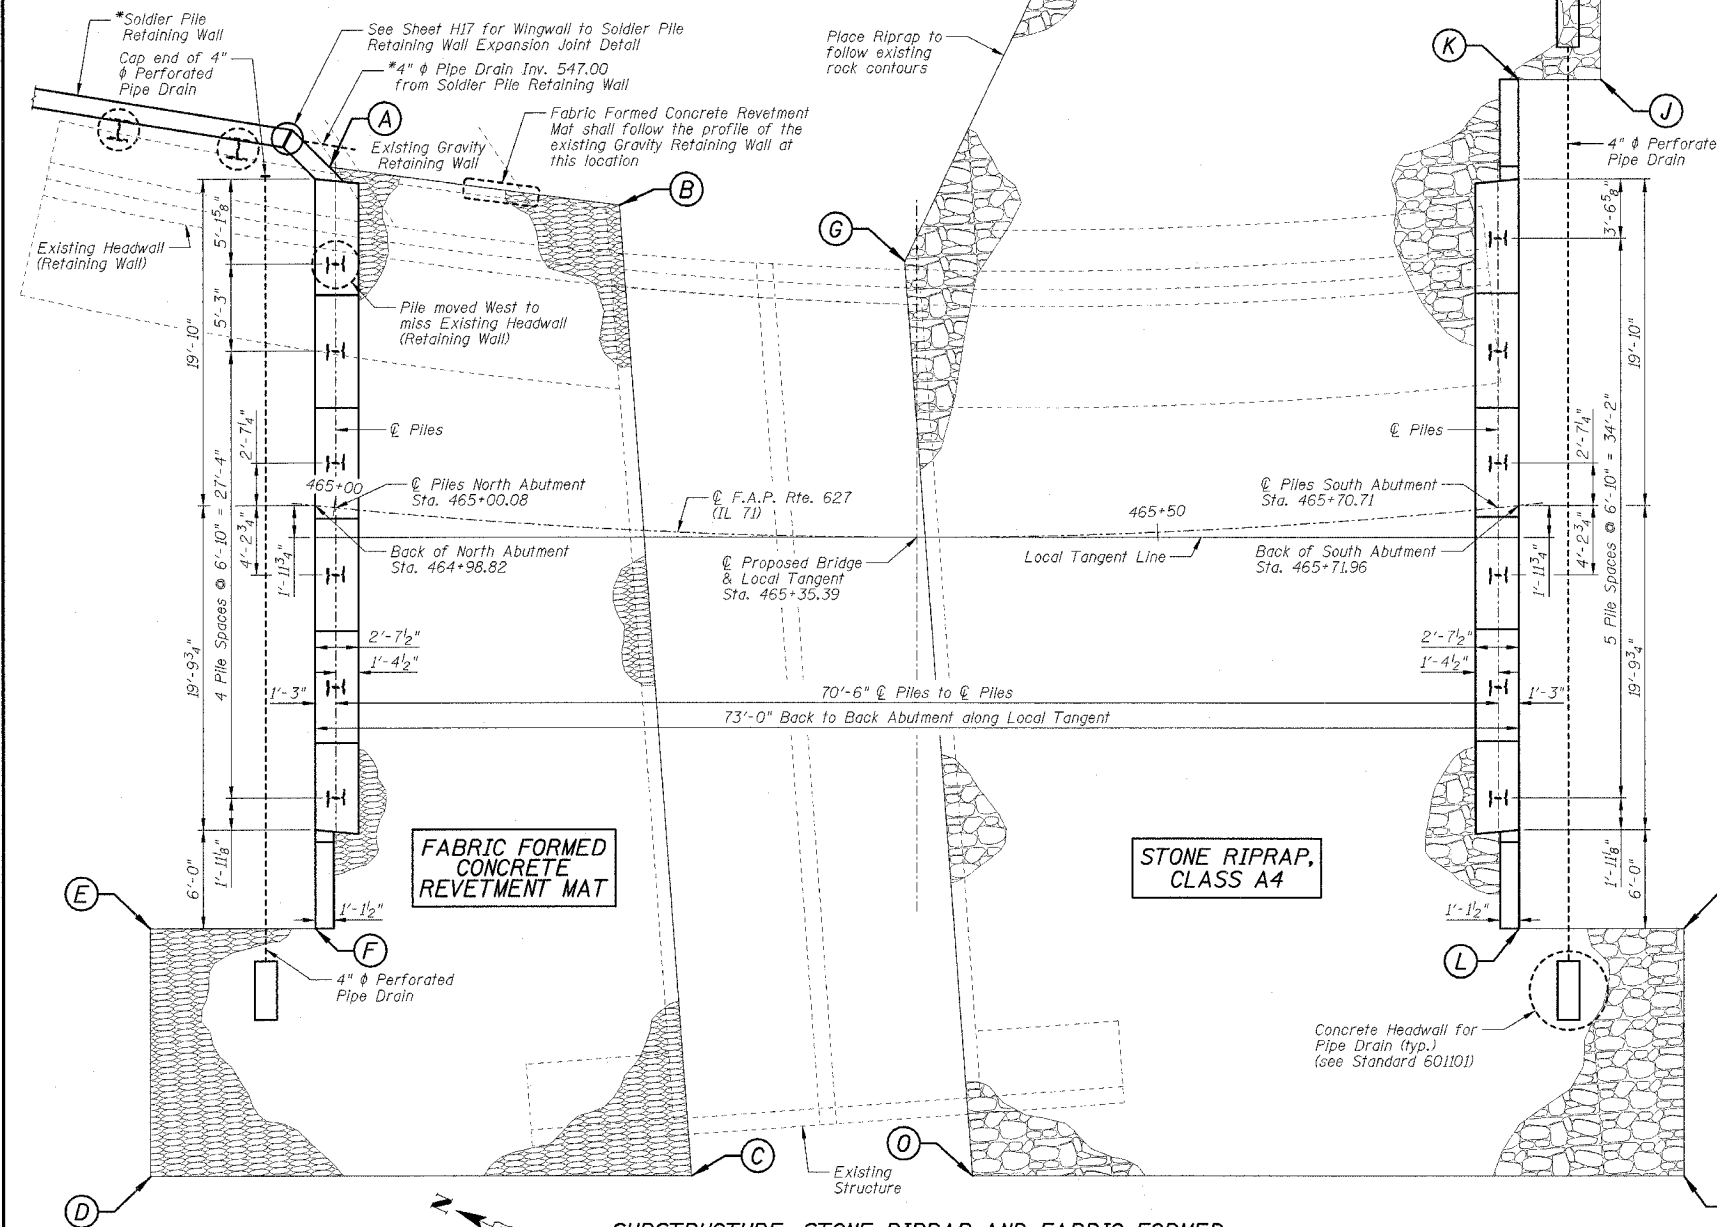 *Soldier Pile
Retaining Wall
Cap end of 4"
ϕ Perforated
Pipe Drain
See Sheet H17 for Wingwall to Soldier Pile
Retaining Wall Expansion Joint Detail
*4" ϕ Pipe Drain Inv. 547.00
from Soldier Pile Retaining Wall
Fabric Formed Concrete Revetment
Mat shall follow the profile of the
existing Gravity Retaining Wall at
this location
Place Riprap to
follow existing
rock contours
K
J
4" ϕ Perforate
Pipe Drain
A
Existing Gravity
Retaining Wall
B
G
Existing Headwall
(Retaining Wall)
5'-1⅝"
5'-3"
19'-10"
Pile moved West to
miss Existing Headwall
(Retaining Wall)
3'-6⅝"
19'-10"
℄ Piles
℄ Piles
2'-7¼"
2'-7¼"
465+00
℄ Piles North Abutment
Sta. 465+00.08
℄ F.A.P. Rte. 627
(IL 71)
465+50
℄ Piles South Abutment
Sta. 465+70.71
Back of North Abutment
Sta. 464+98.82
℄ Proposed Bridge
& Local Tangent
Sta. 465+35.39
Local Tangent Line
Back of South Abutment
Sta. 465+71.96
4'-2¾"
1'-11¾"
4 Pile Spaces @ 6'-10" = 27'-4"
19'-9¾"
4'-2¾"
1'-11¾"
5 Pile Spaces @ 6'-10" = 34'-2"
19'-9¾"
2'-7½"
1'-4½"
1'-3"
2'-7½"
1'-4½"
1'-3"
70'-6" ℄ Piles to ℄ Piles
73'-0" Back to Back Abutment along Local Tangent
FABRIC FORMED
CONCRETE
REVETMENT MAT
STONE RIPRAP,
CLASS A4
6'-0"
1'-11⅛"
1'-1½"
1'-11⅛"
6'-0"
1'-1½"
E
F
L
4" ϕ Perforated
Pipe Drain
Concrete Headwall for
Pipe Drain (typ.)
(see Standard 601101)
C
O
Existing
Structure
D
N
SUBSTRUCTURE, STONE RIPRAP AND FABRIC FORMED